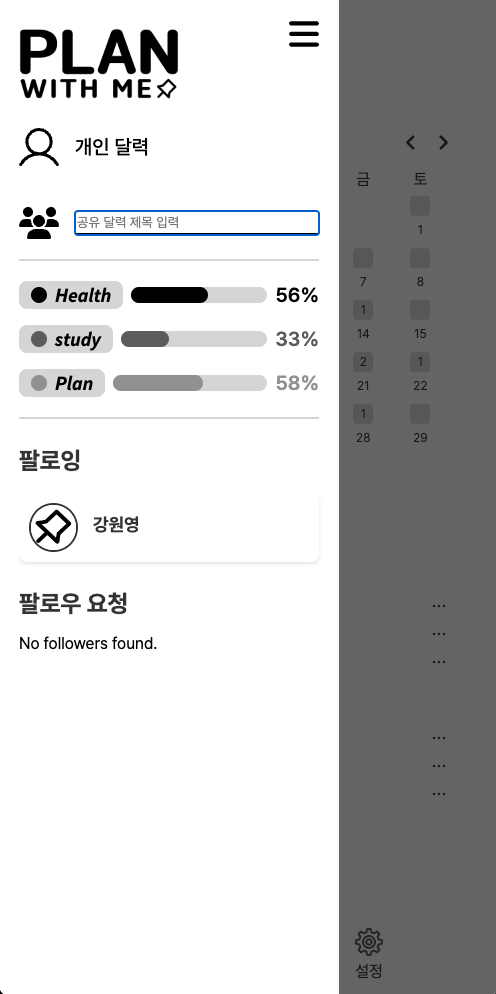 PLAN
WITH ME
개인 달력
공유 달력 제목 입력
Health 56%
study 33%
Plan 58%
팔로잉
강원영
팔로우 요청
No followers found.
금 토
1
7 8
1
14 15
2 1
21 22
1
28 29
...
...
...
...
...
...
설정